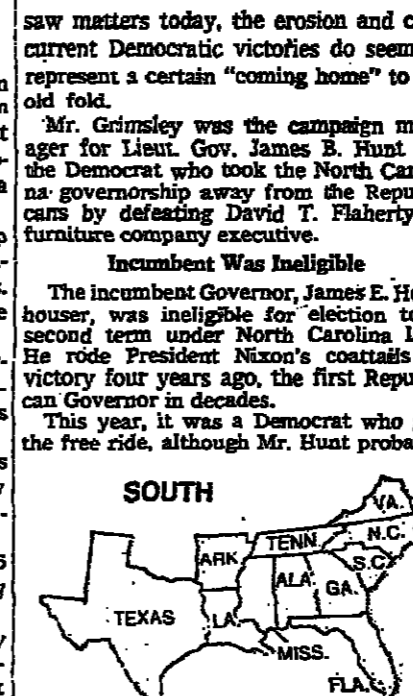 saw matters today, the erosion and c
current Democratic victories do seem
represent a certain "coming home" to
old fold.
Mr. Grimsley was the campaign m
ager for Lieut. Gov. James B. Hunt
the Democrat who took the North Car
na governorship away from the Repu
cans by defeating David T. Flaherty
furniture company executive.
Incumbent Was Ineligible
The incumbent Governor, James E. Ho
houser, was ineligible for election to
second term under North Carolina L
He rode President Nixon's coattails
victory four years ago, the first Repu
can Governor in decades.
This year, it was a Democrat who
the free ride, although Mr. Hunt proba
SOUTH
VA.
N.C.
TENN.
ARK.
S.C.
ALA.
GA.
TEXAS
LA.
MISS.
FLA.